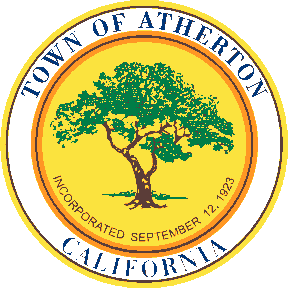 TOWN OF ATHERTON
INCORPORATED SEPTEMBER 12, 1923
CALIFORNIA